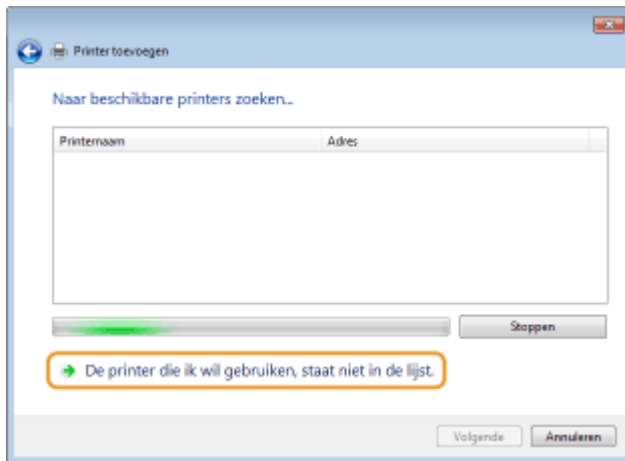 Printer toevoegen
Naar beschikbare printers zoeken...
Printernaam Adres
Stoppen
De printer die ik wil gebruiken, staat niet in de lijst.
Volgende Annuleren